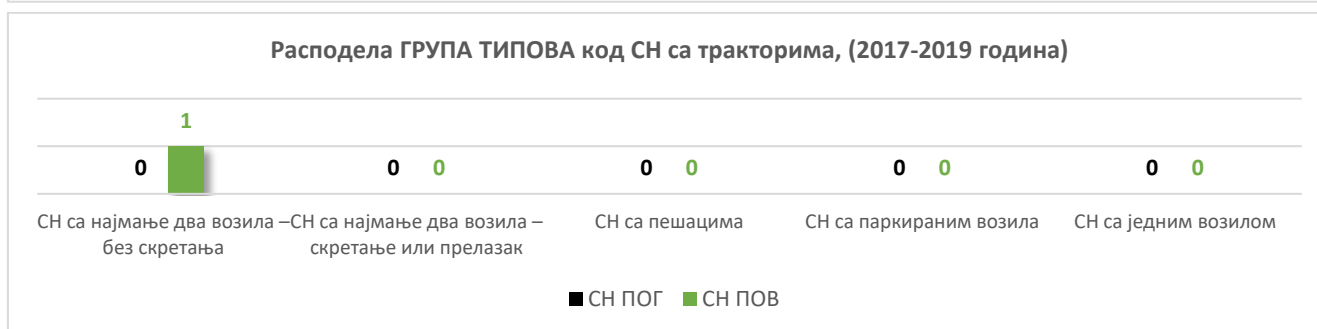 Расподела ГРУПА ТИПОВА код СН са тракторима, (2017-2019 година)
1
0 0 0 0 0 0 0 0 0
СН са најмање два возила – без скретања
СН са најмање два возила – скретање или прелазак
СН са пешацима
СН са паркираним возила
СН са једним возилом
СН ПОГ СН ПОВ